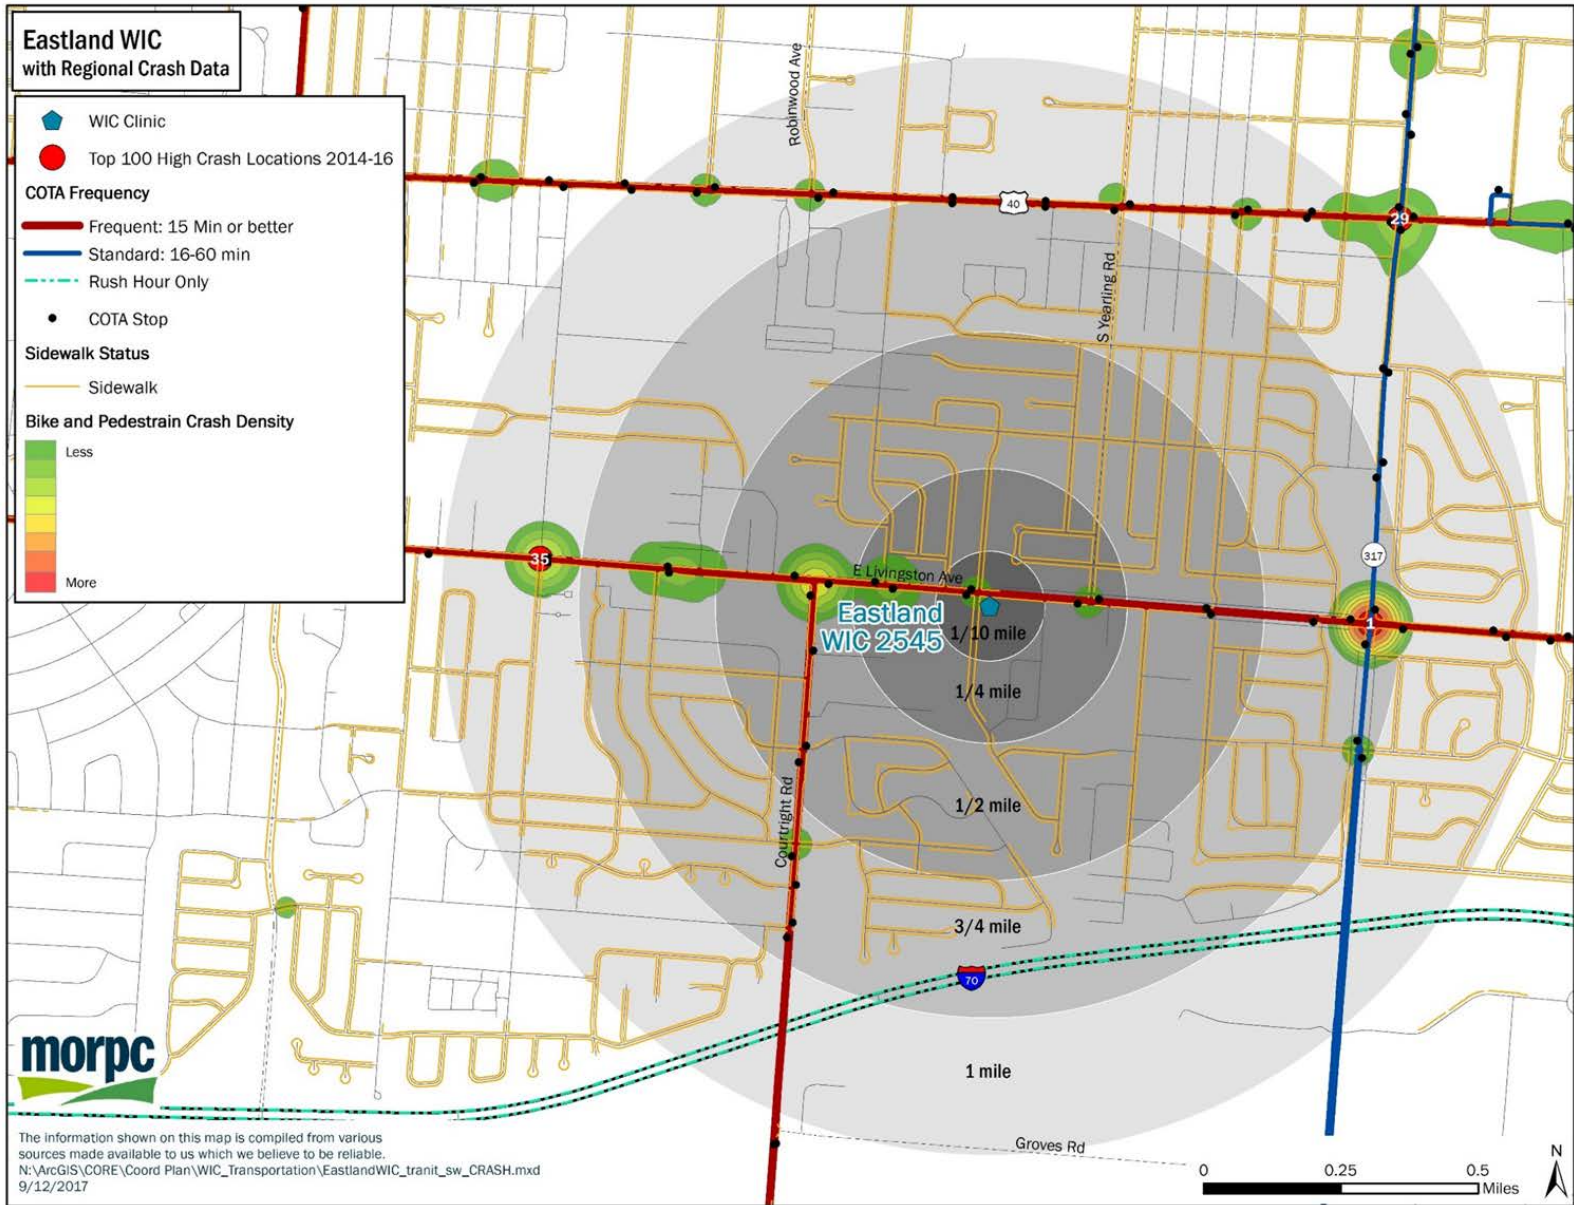 Eastland WIC
with Regional Crash Data
WIC Clinic
Top 100 High Crash Locations 2014-16
COTA Frequency
Frequent: 15 Min or better
Standard: 16-60 min
Rush Hour Only
COTA Stop
Sidewalk Status
Sidewalk
Bike and Pedestrain Crash Density
Less
More
Robinwood Ave
40
29
S Yearling Rd
317
35
E Livingston Ave
1
Eastland
WIC 2545
1/10 mile
1/4 mile
1/2 mile
Courtright Rd
3/4 mile
70
1 mile
Groves Rd
morpc
The information shown on this map is compiled from various
sources made available to us which we believe to be reliable.
N:\ArcGIS\CORE\Coord Plan\WIC_Transportation\EastlandWIC_tranit_sw_CRASH.mxd
9/12/2017
0 0.25 0.5
Miles
N